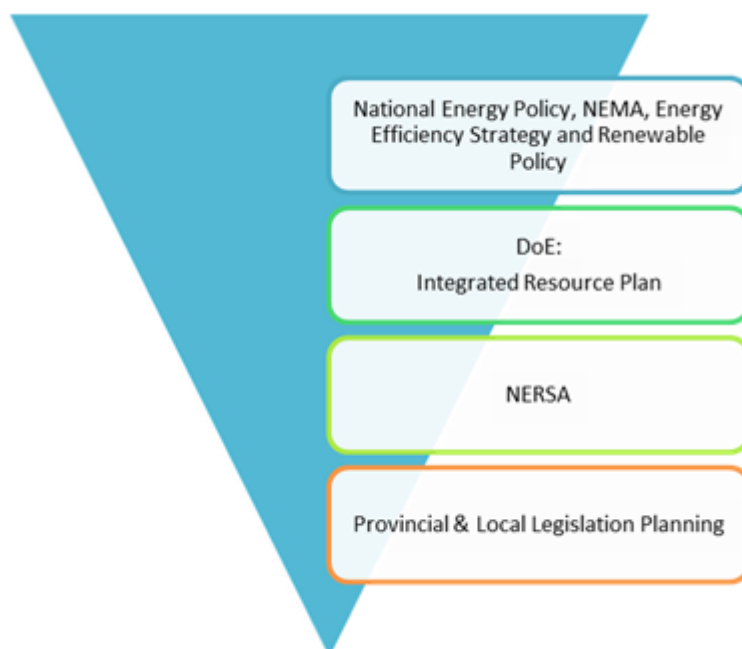 National Energy Policy, NEMA, Energy
Efficiency Strategy and Renewable
Policy
DoE:
Integrated Resource Plan
NERSA
Provincial & Local Legislation Planning